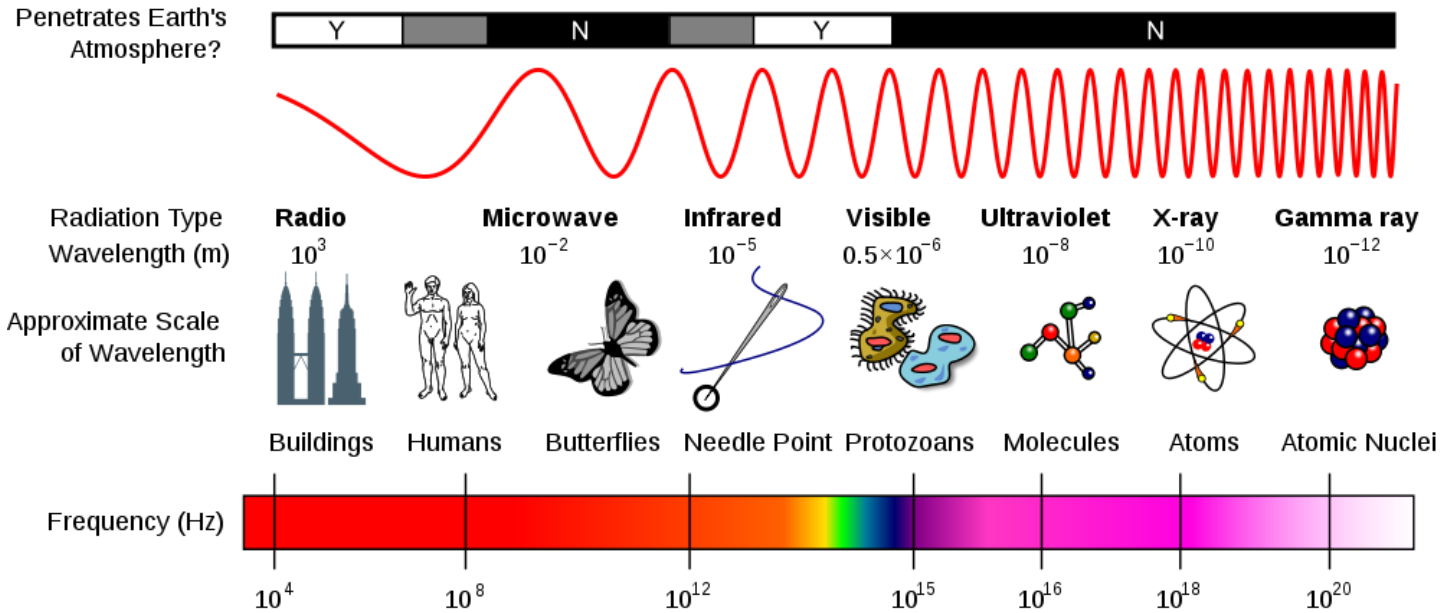 Penetrates Earth's
Atmosphere?
Y N Y N
Radiation Type Radio Microwave Infrared Visible Ultraviolet X-ray Gamma ray
Wavelength (m) 10³ 10⁻² 10⁻⁵ 0.5×10⁻⁶ 10⁻⁸ 10⁻¹⁰ 10⁻¹²
Approximate Scale
of Wavelength
Buildings Humans Butterflies Needle Point Protozoans Molecules Atoms Atomic Nuclei
Frequency (Hz)
10⁴ 10⁸ 10¹² 10¹⁵ 10¹⁶ 10¹⁸ 10²⁰